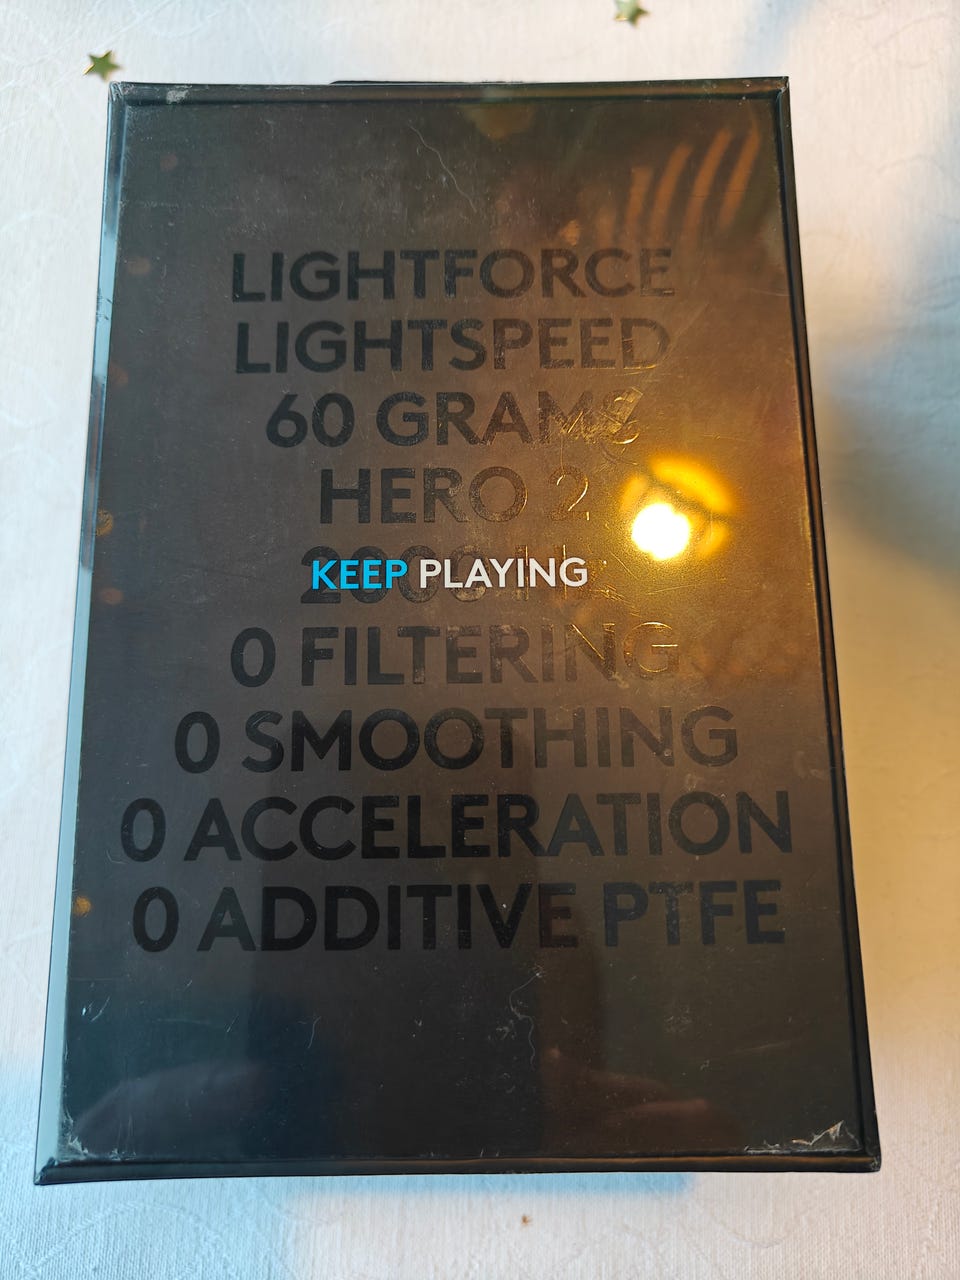 LIGHTFORCE
LIGHTSPEED
60 GRAMS
HERO 2
KEEP PLAYING
0 FILTERING
0 SMOOTHING
0 ACCELERATION
0 ADDITIVE PTFE